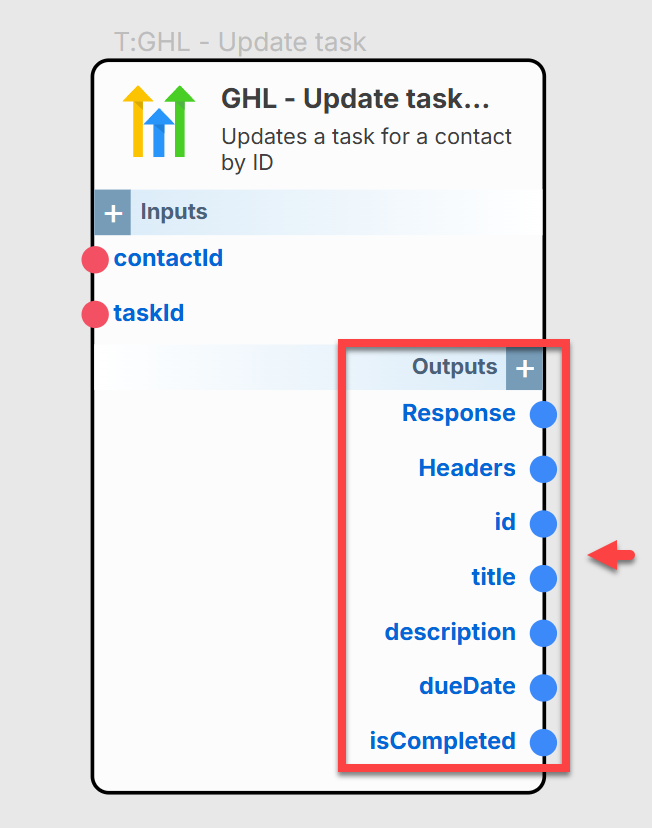 T:GHL - Update task
GHL - Update task...
Updates a task for a contact
by ID
+ Inputs
contactId
taskId
Outputs +
Response
Headers
id
title
description
dueDate
isCompleted